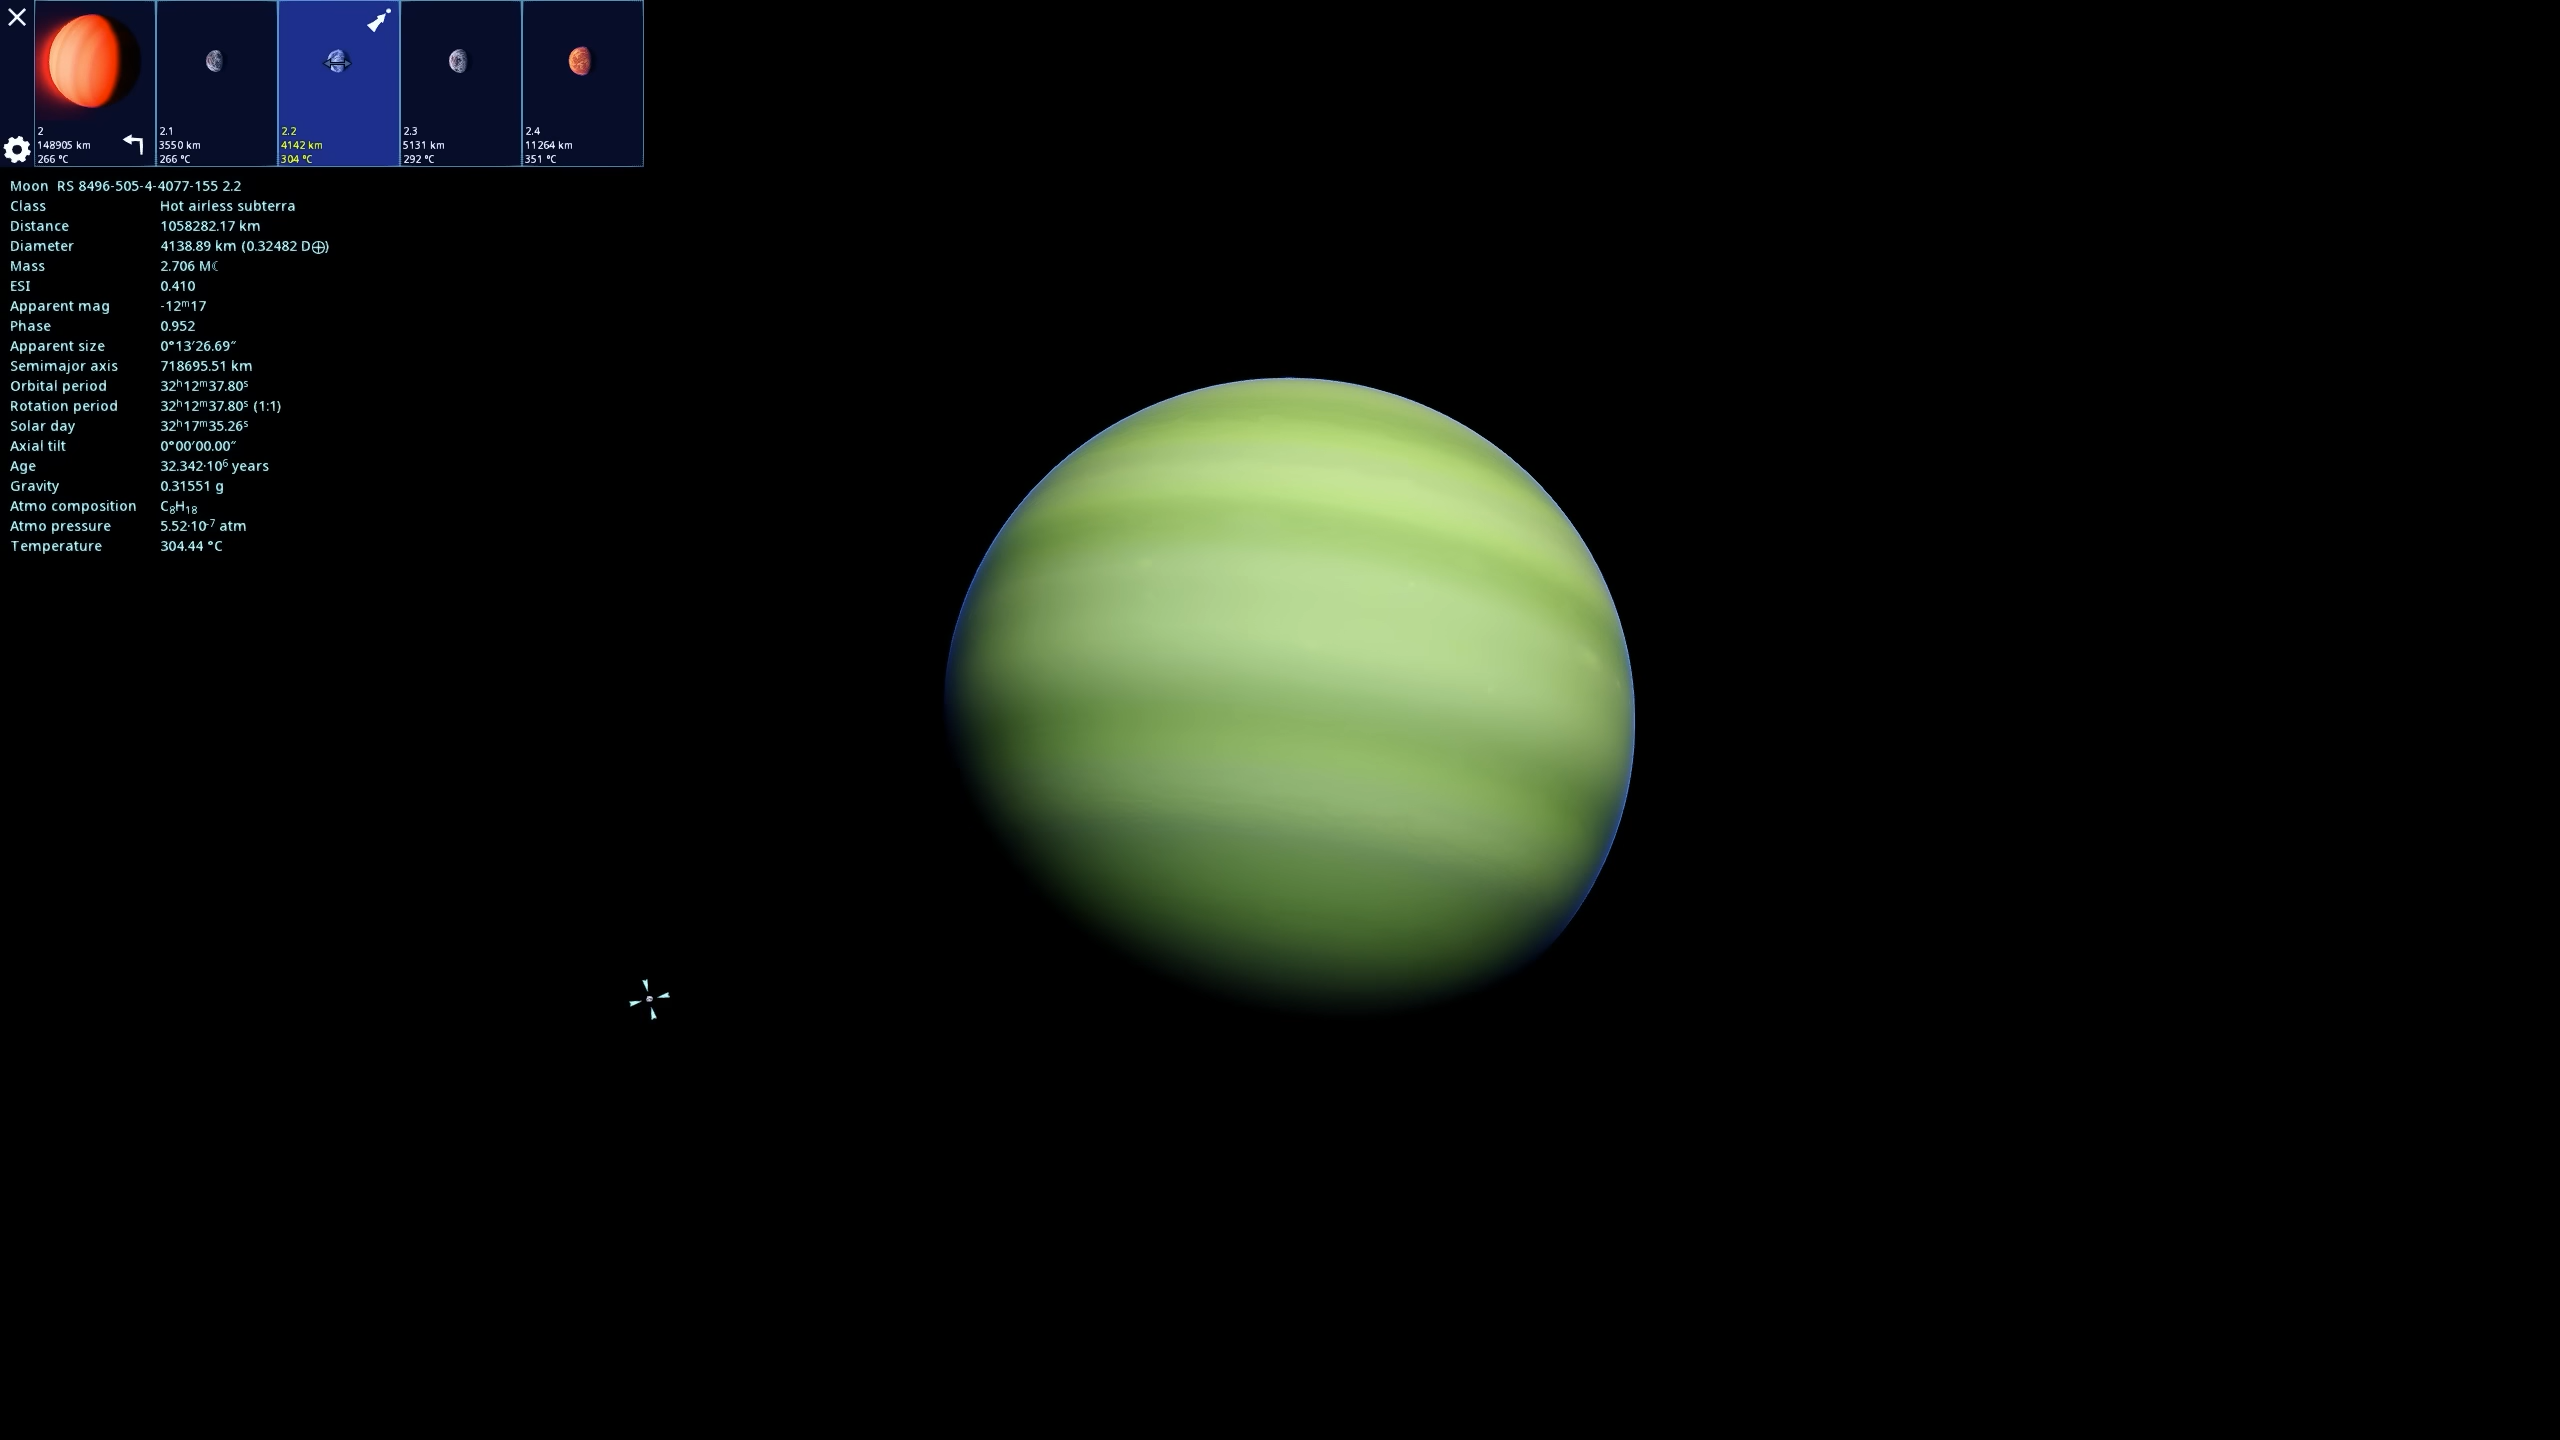 2
148905 km
266 °C
2.1
3550 km
266 °C
2.2
4142 km
304 °C
2.3
5131 km
292 °C
2.4
11264 km
351 °C
Moon RS 8496-505-4-4077-155 2.2
Class Hot airless subterra
Distance 1058282.17 km
Diameter 4138.89 km (0.32482 D⊕)
Mass 2.706 M☾
ESI 0.410
Apparent mag -12ᵐ17
Phase 0.952
Apparent size 0°13′26.69″
Semimajor axis 718695.51 km
Orbital period 32ʰ12ᵐ37.80ˢ
Rotation period 32ʰ12ᵐ37.80ˢ (1:1)
Solar day 32ʰ17ᵐ35.26ˢ
Axial tilt 0°00′00.00″
Age 32.342·10⁶ years
Gravity 0.31551 g
Atmo composition C₈H₁₈
Atmo pressure 5.52·10⁻⁷ atm
Temperature 304.44 °C